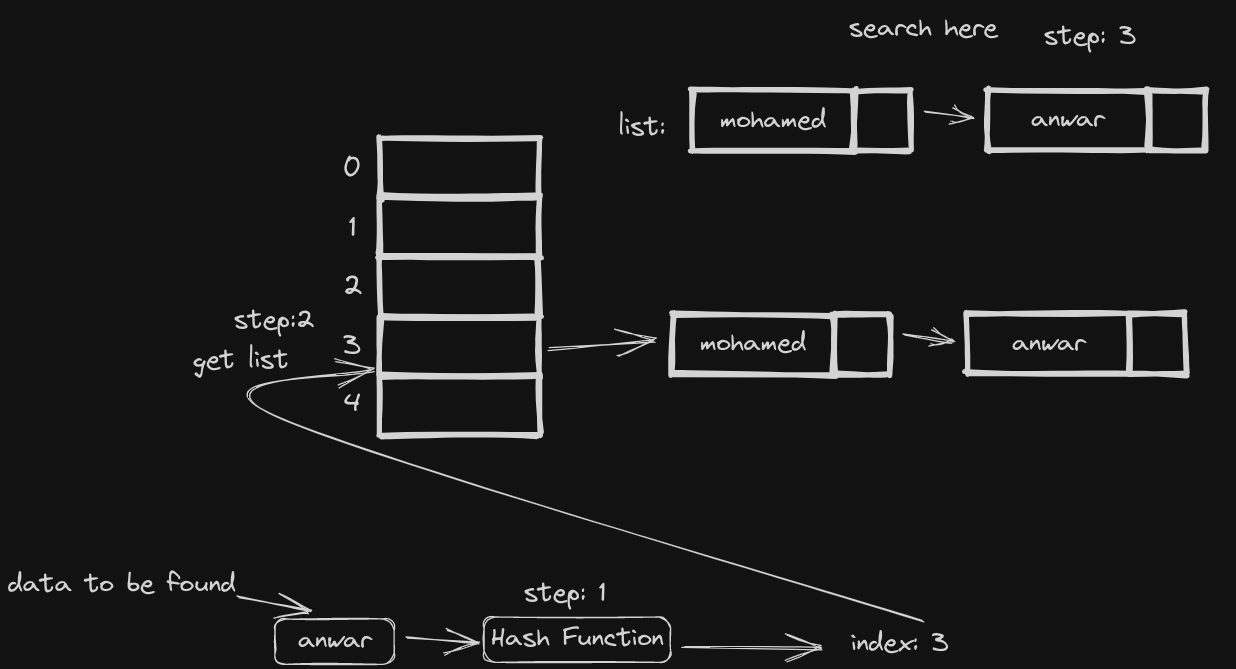 search here
step: 3
list:
mohamed
anwar
0
1
2
step:2
3
get list
4
mohamed
anwar
data to be found
step: 1
anwar
Hash Function
index: 3